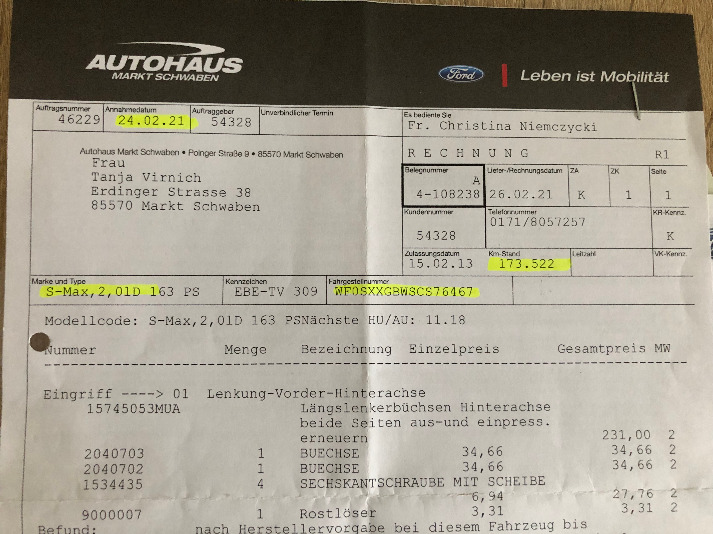 AUTOHAUS
MARKT SCHWABEN
Ford Leben ist Mobilität
Auftragsnummer Annahmedatum Auftraggeber Unverbindlicher Termin
46229 24.02.21 54328
Es bediente Sie
Fr. Christina Niemczycki
Autohaus Markt Schwaben • Poinger Straße 9 • 85570 Markt Schwaben
Frau
Tanja Virnich
Erdinger Strasse 38
85570 Markt Schwaben
RECHNUNG R1
Belegnummer Liefer-/Rechnungsdatum ZA ZK Seite
A
4-108238 26.02.21 K 1 1
Kundennummer Telefonnummer KR-Kennz.
0171/8057257
54328 K
Zulassungsdatum Km-Stand Leitzahl VK-Kennz.
15.02.13 173.522
Marke und Type Kennzeichen Fahrgestellnummer
S-Max,2,01D 163 PS EBE-TV 309 WF0SXXGBWSCS76467
Modellcode: S-Max,2,01D 163 PSNächste HU/AU: 11.18
Nummer Menge Bezeichnung Einzelpreis Gesamtpreis MW
Eingriff ----> 01 Lenkung-Vorder-Hinterachse
15745053MUA Längslenkerbüchsen Hinterachse
beide Seiten aus-und einpress.
erneuern 231,00 2
2040703 1 BUECHSE 34,66 34,66 2
2040702 1 BUECHSE 34,66 34,66 2
1534435 4 SECHSKANTSCHRAUBE MIT SCHEIBE
6,94 27,76 2
9000007 1 Rostlöser 3,31 3,31 2
Befund: nach Herstellervorgabe bei diesem Fahrzeug bis